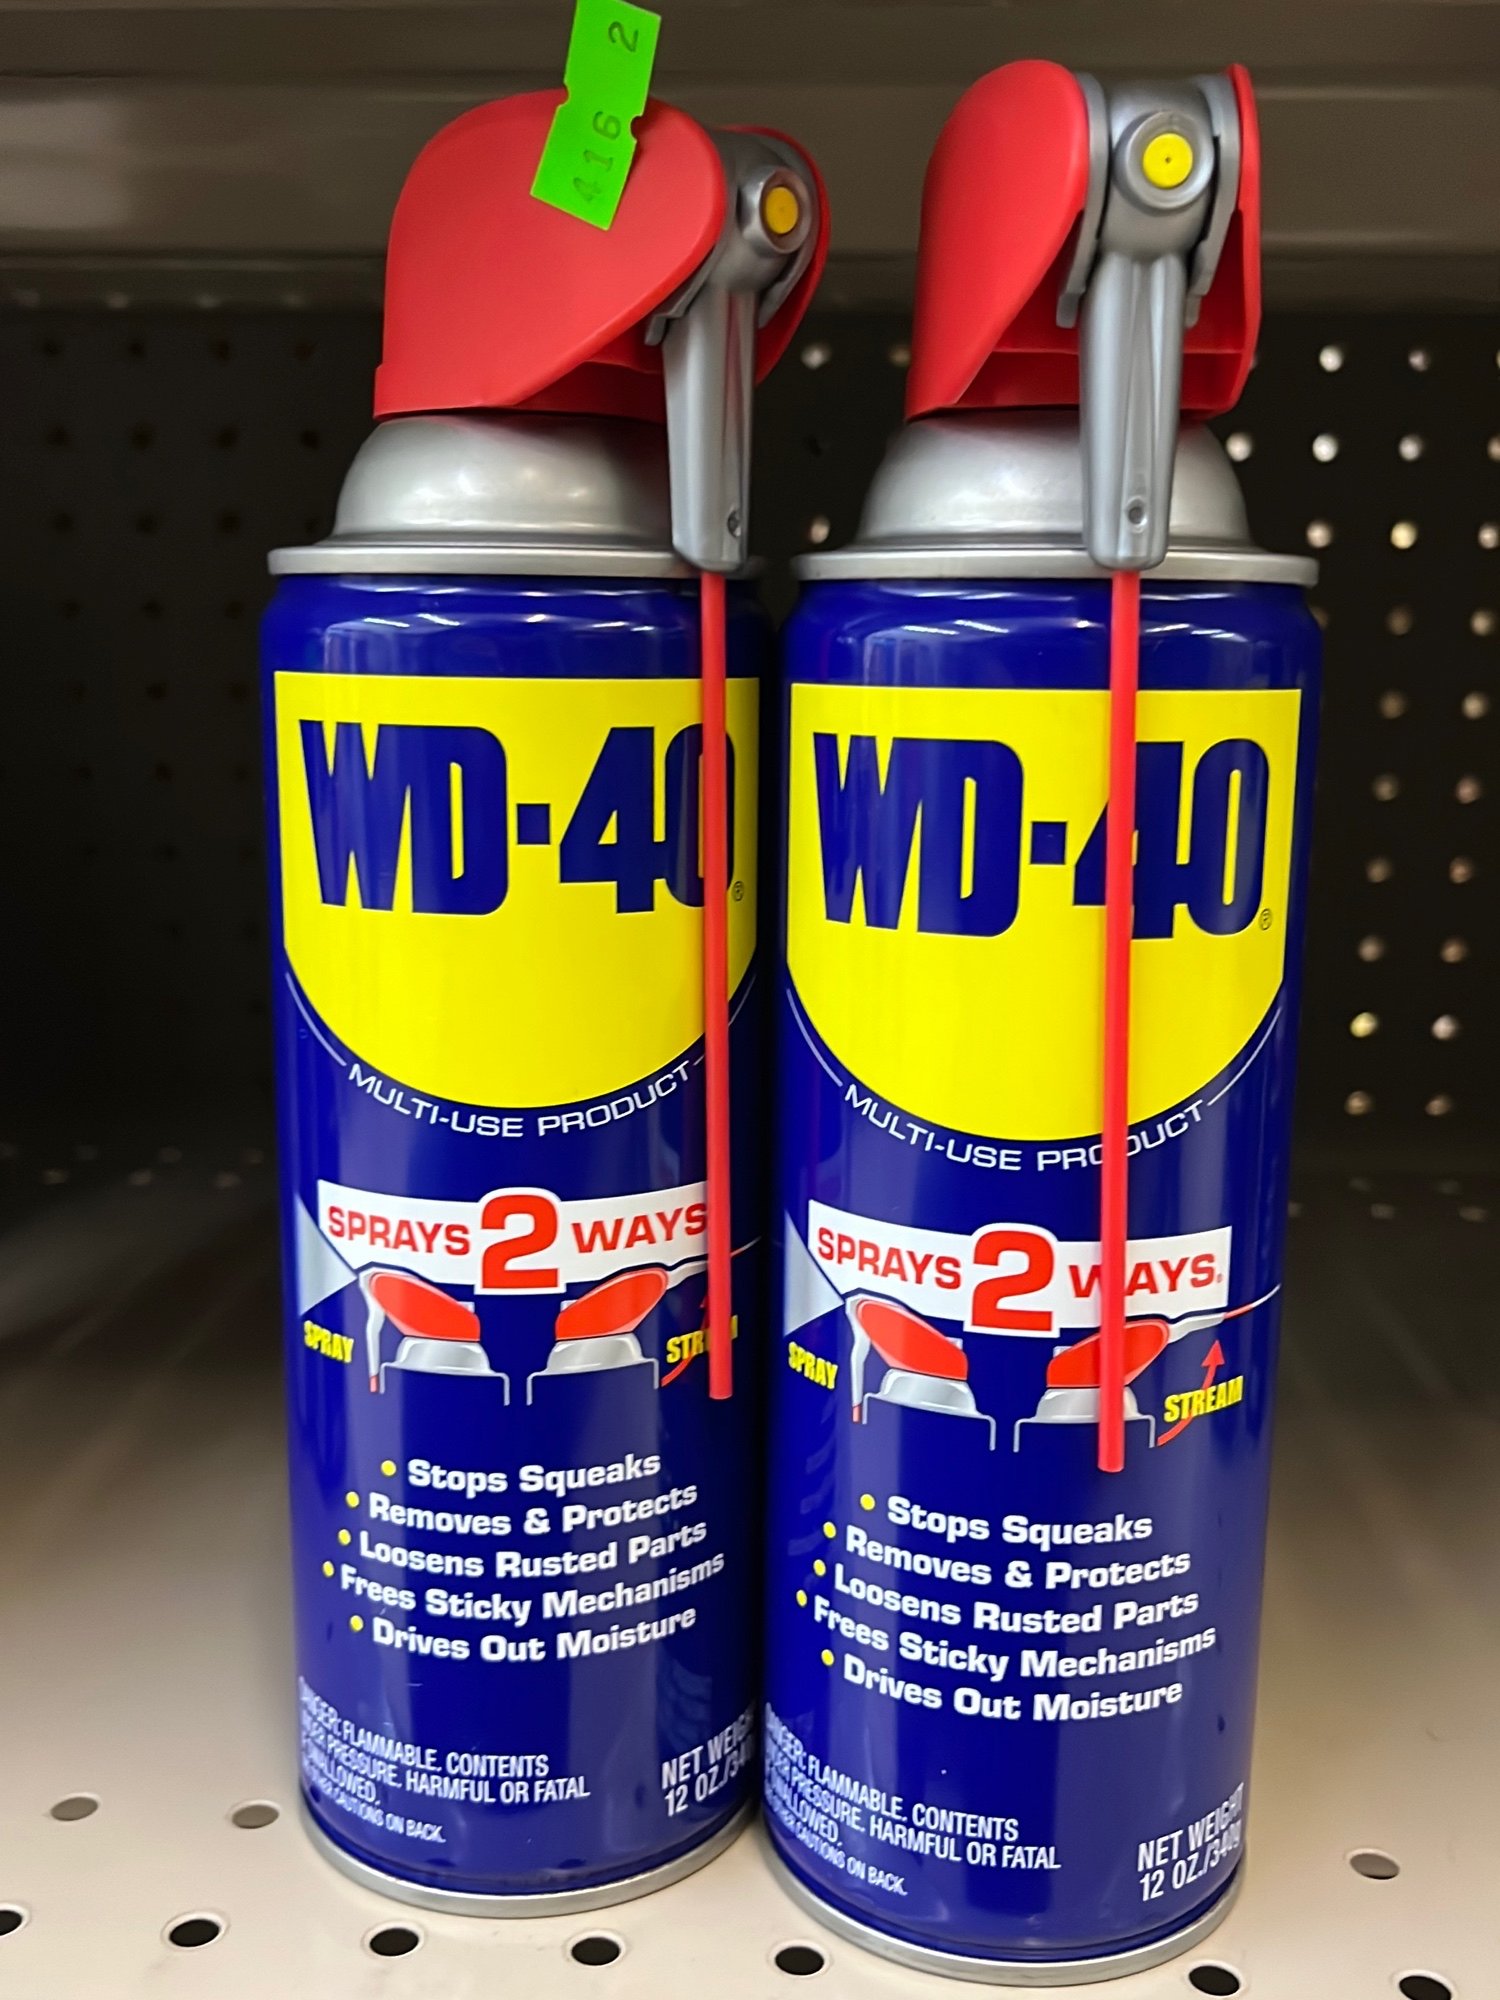 416 2
WD-40®
MULTI-USE PRODUCT
SPRAYS 2 WAYS
SPRAY
STREAM
• Stops Squeaks
• Removes & Protects
• Loosens Rusted Parts
• Frees Sticky Mechanisms
• Drives Out Moisture
DANGER: FLAMMABLE. CONTENTS
UNDER PRESSURE. HARMFUL OR FATAL
IF SWALLOWED.
CAUTIONS ON BACK.
NET WEIGHT
12 OZ./340g
WD-40®
MULTI-USE PRODUCT
SPRAYS 2 WAYS.
SPRAY
STREAM
• Stops Squeaks
• Removes & Protects
• Loosens Rusted Parts
• Frees Sticky Mechanisms
• Drives Out Moisture
DANGER: FLAMMABLE. CONTENTS
UNDER PRESSURE. HARMFUL OR FATAL
IF SWALLOWED.
CAUTIONS ON BACK.
NET WEIGHT
12 OZ./340g